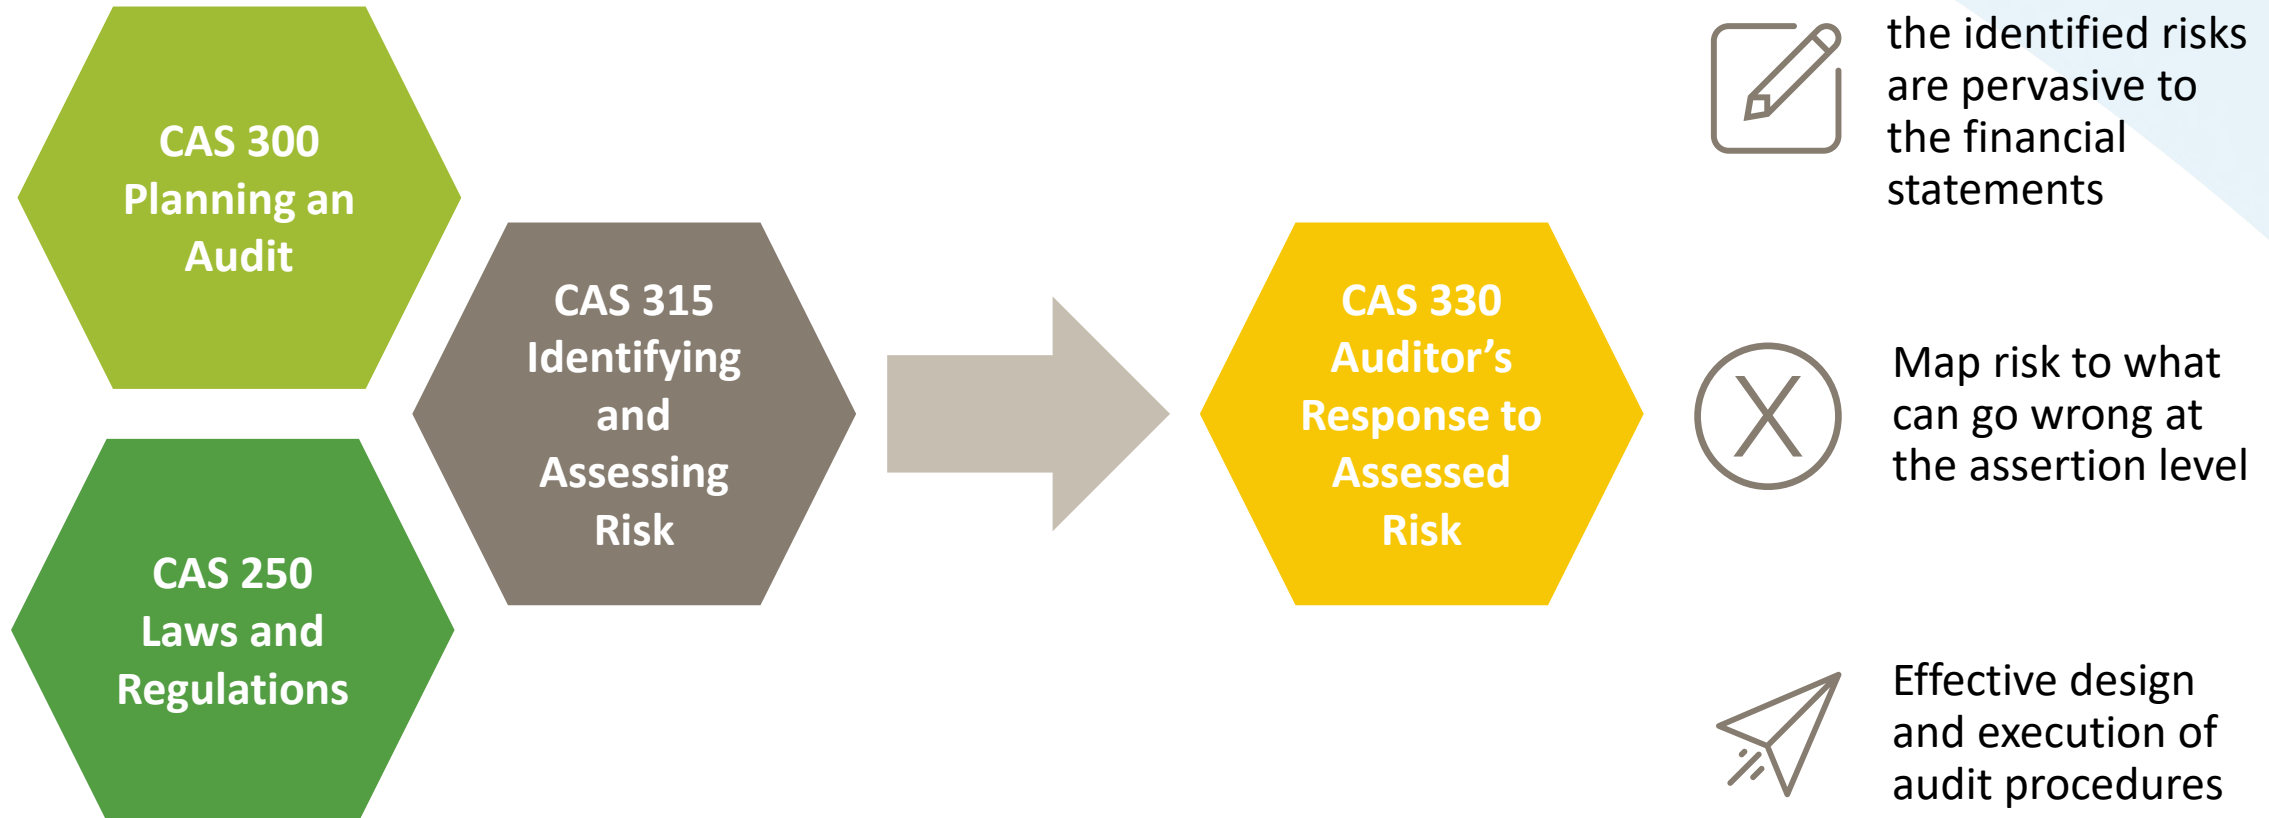 CAS 300
Planning an
Audit
CAS 250
Laws and
Regulations
CAS 315
Identifying
and
Assessing
Risk
CAS 330
Auditor’s
Response to
Assessed
Risk
the identified risks
are pervasive to
the financial
statements
X
Map risk to what
can go wrong at
the assertion level
Effective design
and execution of
audit procedures